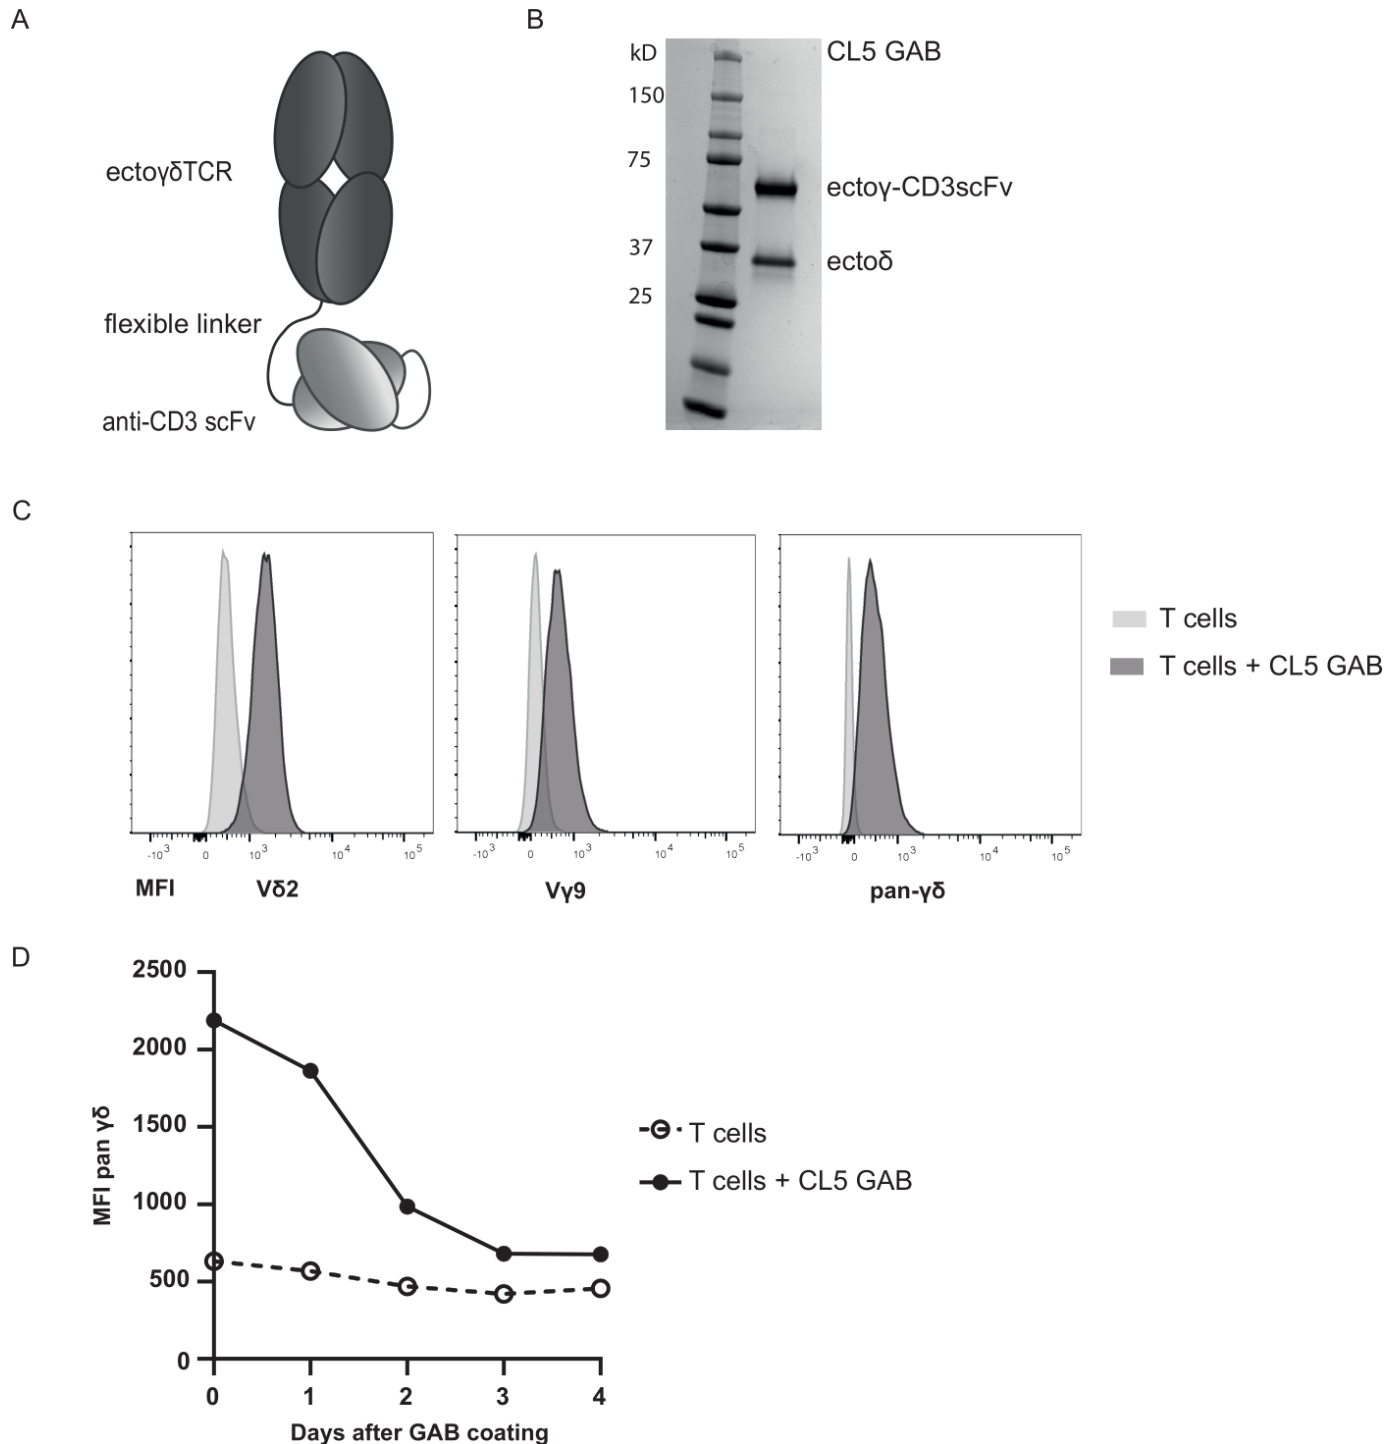 A
ectoγδTCR
flexible linker
anti-CD3 scFv
B
kD
150
75
37
25
CL5 GAB
ectoγ-CD3scFv
ectoδ
C
-10³ 0 10³ 10⁴ 10⁵
-10³ 0 10³ 10⁴ 10⁵
-10³ 0 10³ 10⁴ 10⁵
MFI Vδ2 Vγ9 pan-γδ
T cells
T cells + CL5 GAB
D
2500
2000
1500
1000
500
0
MFI pan γδ
0 1 2 3 4
Days after GAB coating
T cells
T cells + CL5 GAB